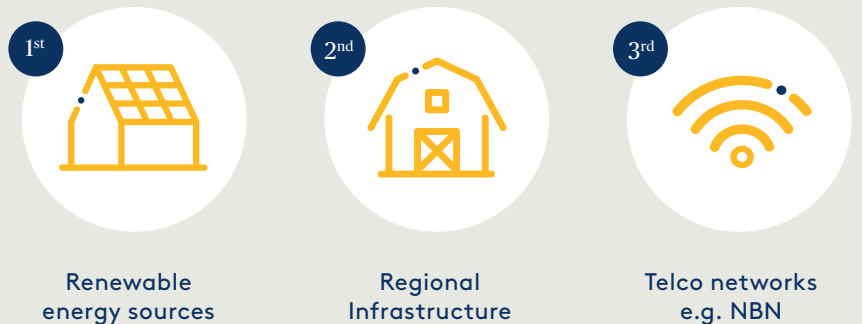 1st
Renewable
energy sources
2nd
Regional
Infrastructure
3rd
Telco networks
e.g. NBN